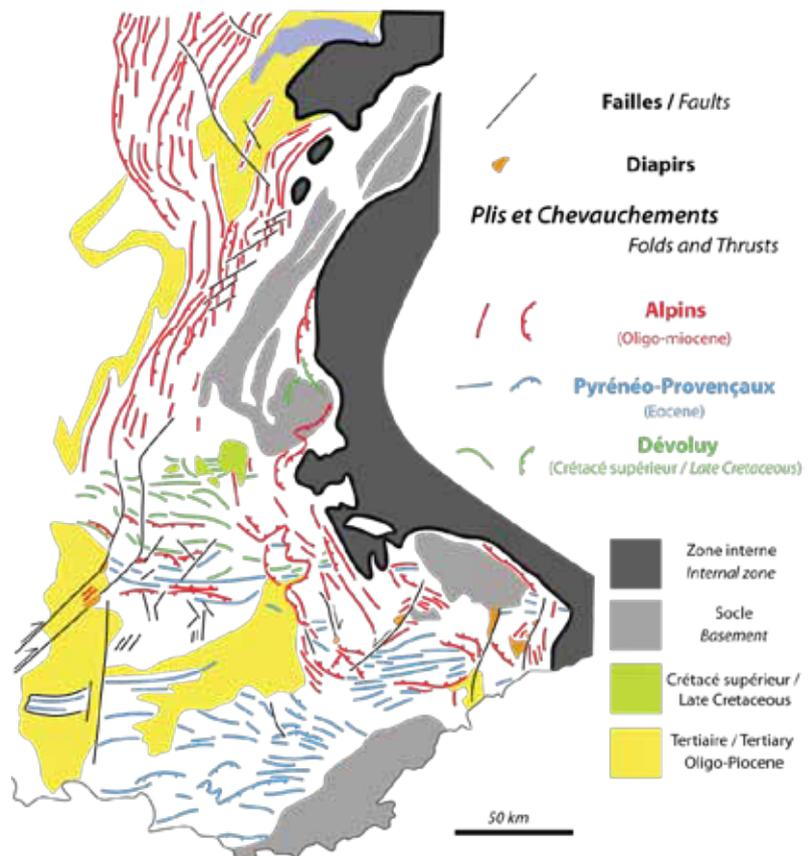 Failles / Faults
Diapirs
Plis et Chevauchements
Folds and Thrusts
Alpins
(Oligo-miocene)
Pyrénéo-Provençaux
(Eocene)
Dévoluy
(Crétacé supérieur / Late Cretaceous)
Zone interne
Internal zone
Socle
Basement
Crétacé supérieur /
Late Cretaceous
Tertiaire / Tertiary
Oligo-Plocene
50 km